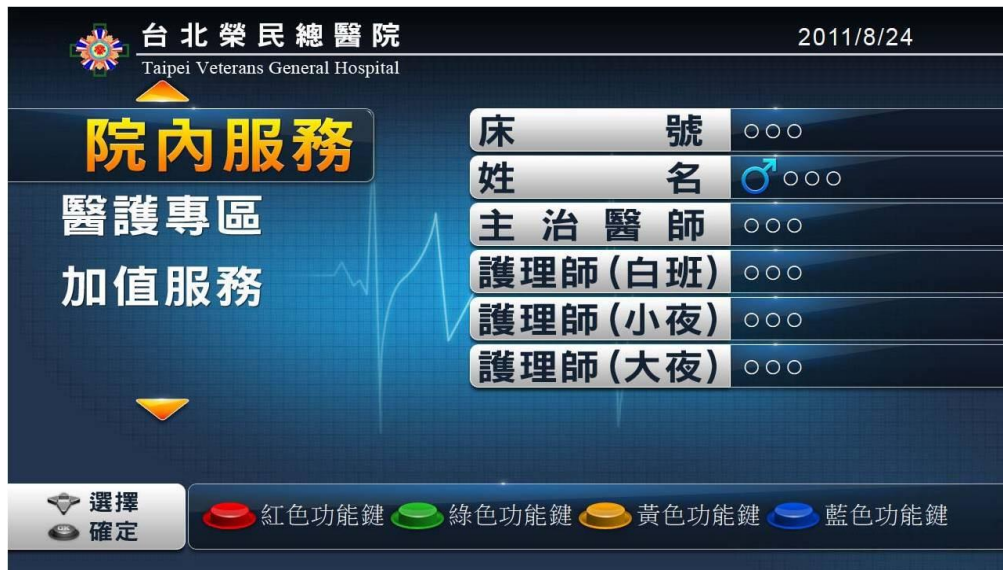 台北榮民總醫院
Taipei Veterans General Hospital
2011/8/24
院內服務
醫護專區
加值服務
床號 ○○○
姓名 ♂○○○
主治醫師 ○○○
護理師(白班) ○○○
護理師(小夜) ○○○
護理師(大夜) ○○○
選擇
確定
紅色功能鍵 綠色功能鍵 黃色功能鍵 藍色功能鍵